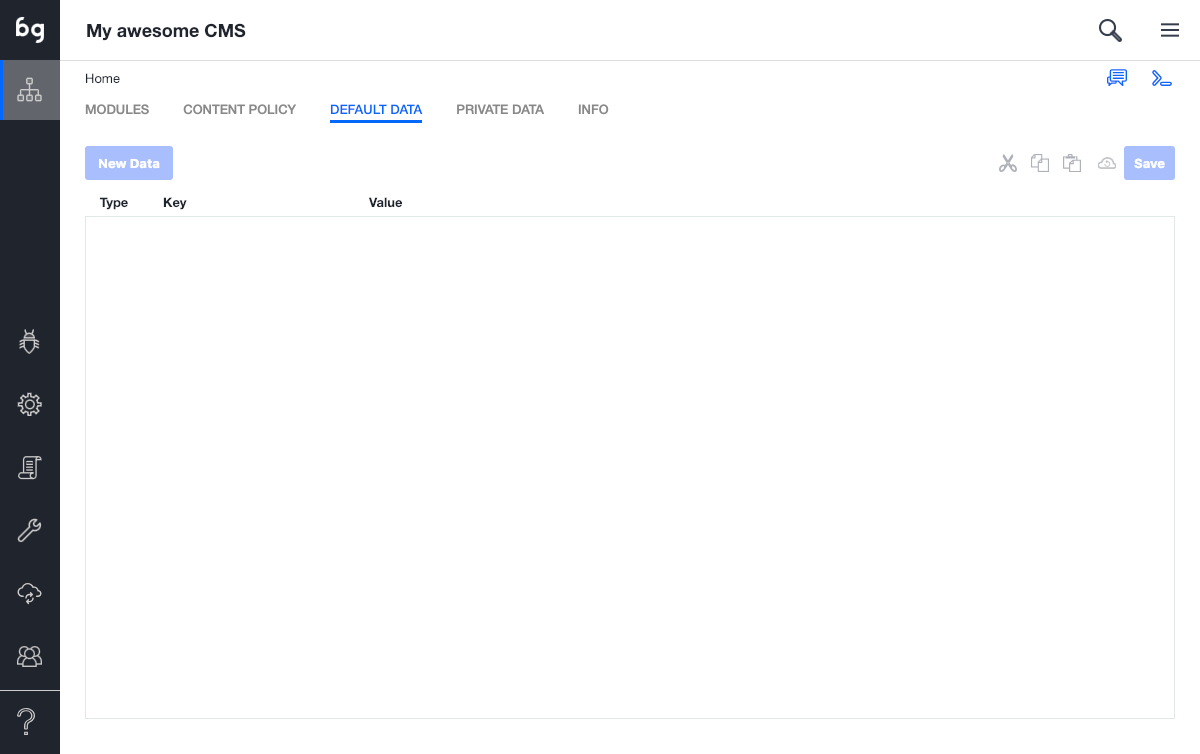 bg
My awesome CMS
Home
MODULES CONTENT POLICY DEFAULT DATA PRIVATE DATA INFO
New Data Save
Type Key Value